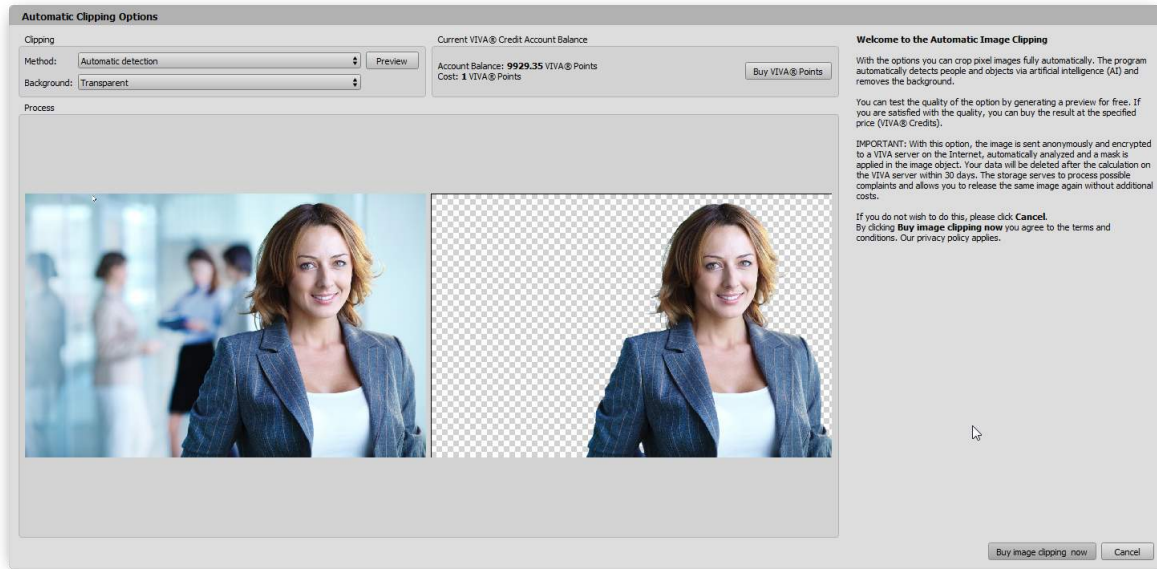 Automatic Clipping Options
Clipping
Method: Automatic detection Preview
Background: Transparent
Current VIVA® Credit Account Balance
Account Balance: 9929.35 VIVA® Points
Cost: 1 VIVA® Points
Buy VIVA® Points
Process
Welcome to the Automatic Image Clipping
With the options you can crop pixel images fully automatically. The program
automatically detects people and objects via artificial intelligence (AI) and
removes the background.
You can test the quality of the option by generating a preview for free. If
you are satisfied with the quality, you can buy the result at the specified
price (VIVA® Credits).
IMPORTANT: With this option, the image is sent anonymously and encrypted
to a VIVA server on the Internet, automatically analyzed and a mask is
applied in the image object. Your data will be deleted after the calculation on
the VIVA server within 30 days. The storage serves to process possible
complaints and allows you to release the same image again without additional
costs.
If you do not wish to do this, please click Cancel.
By clicking Buy image clipping now you agree to the terms and
conditions. Our privacy policy applies.
Buy image clipping now Cancel